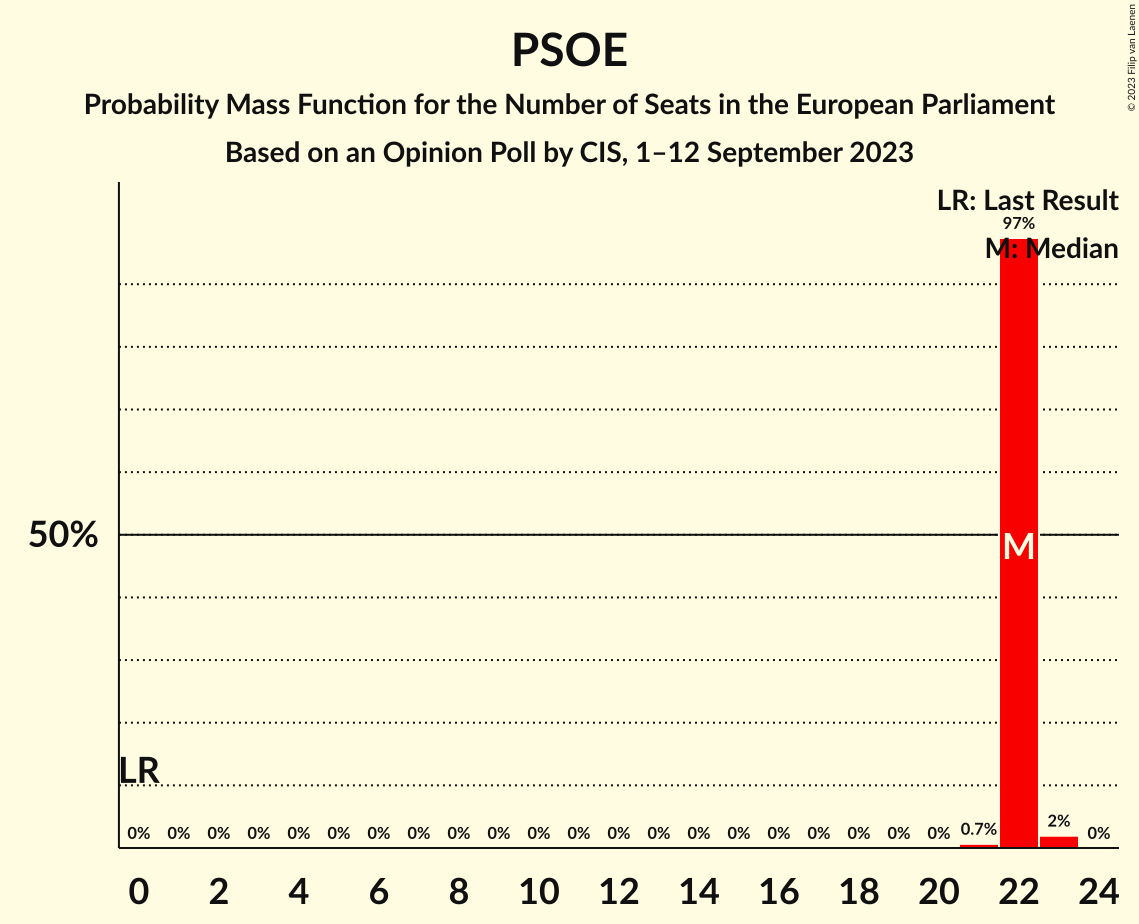 PSOE
Probability Mass Function for the Number of Seats in the European Parliament
Based on an Opinion Poll by CIS, 1–12 September 2023
© 2023 Filip van Laenen
LR: Last Result
97%
M: Median
50%
M
LR
0% 0% 0% 0% 0% 0% 0% 0% 0% 0% 0% 0% 0% 0% 0% 0% 0% 0% 0% 0% 0% 0.7% 2% 0%
0 2 4 6 8 10 12 14 16 18 20 22 24